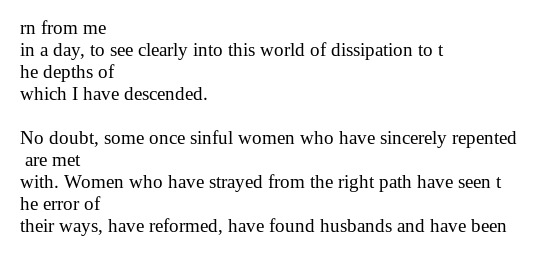 rn from me
in a day, to see clearly into this world of dissipation to t
he depths of
which I have descended.

No doubt, some once sinful women who have sincerely repented
 are met
with. Women who have strayed from the right path have seen t
he error of
their ways, have reformed, have found husbands and have been